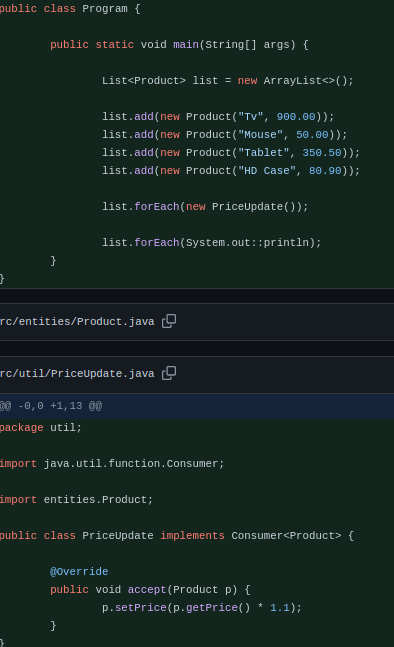 public class Program {
public static void main(String[] args) {
List<Product> list = new ArrayList<>();
list.add(new Product("Tv", 900.00));
list.add(new Product("Mouse", 50.00));
list.add(new Product("Tablet", 350.50));
list.add(new Product("HD Case", 80.90));
list.forEach(new PriceUpdate());
list.forEach(System.out::println);
}
}
rc/entities/Product.java
rc/util/PriceUpdate.java
@@ -0,0 +1,13 @@
package util;
import java.util.function.Consumer;
import entities.Product;
public class PriceUpdate implements Consumer<Product> {
@Override
public void accept(Product p) {
p.setPrice(p.getPrice() * 1.1);
}
}